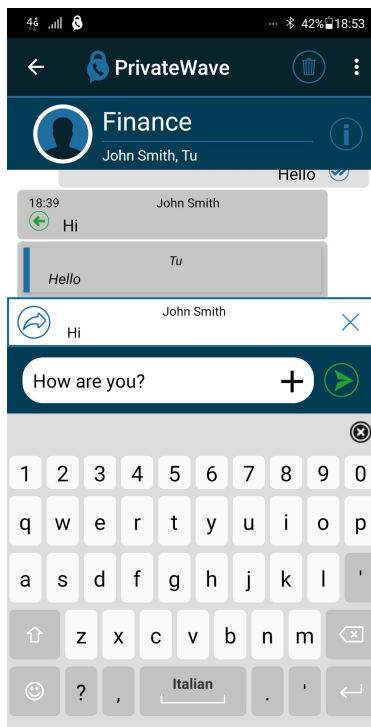 4G 42% 18:53
PrivateWave
Finance
John Smith, Tu
Hello
18:39 John Smith
Hi
Tu
Hello
John Smith
Hi
How are you?
1 2 3 4 5 6 7 8 9 0
q w e r t y u i o p
a s d f g h j k l '
z x c v b n m
? , Italian . '